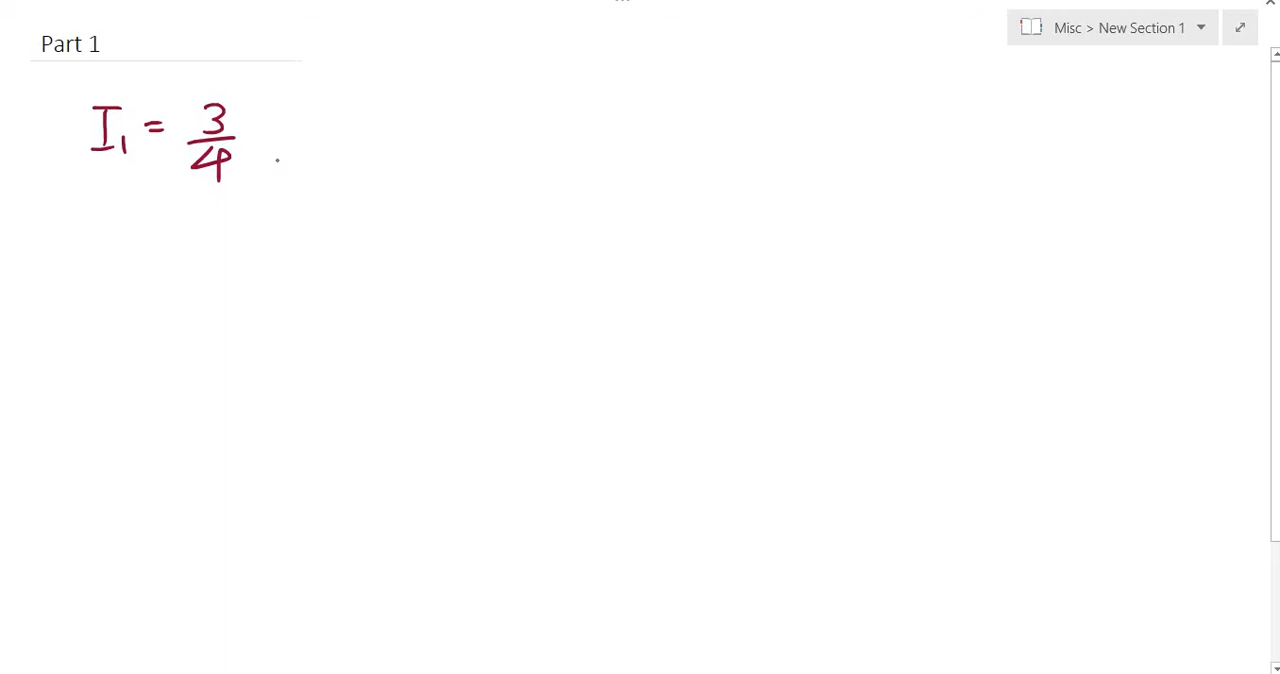 Misc > New Section 1
Part 1
I₁ = 3/4